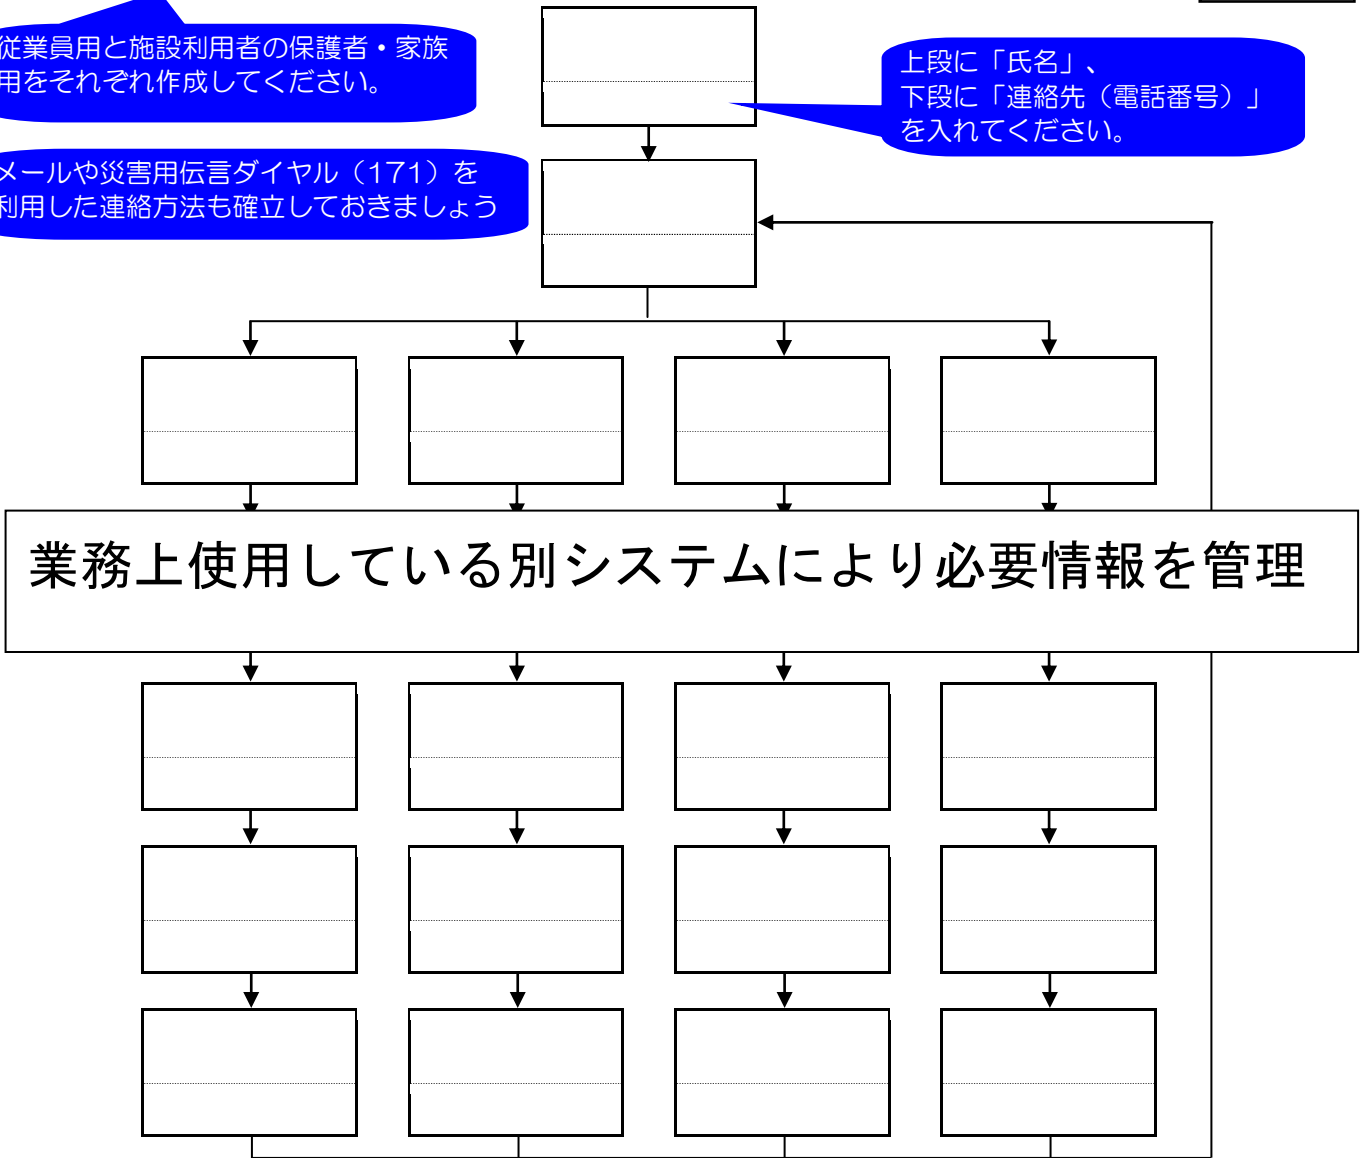 従業員用と施設利用者の保護者・家族
用をそれぞれ作成してください。
上段に「氏名」、
下段に「連絡先（電話番号）」
を入れてください。
メールや災害用伝言ダイヤル（171）を
利用した連絡方法も確立しておきましょう
業務上使用している別システムにより必要情報を管理